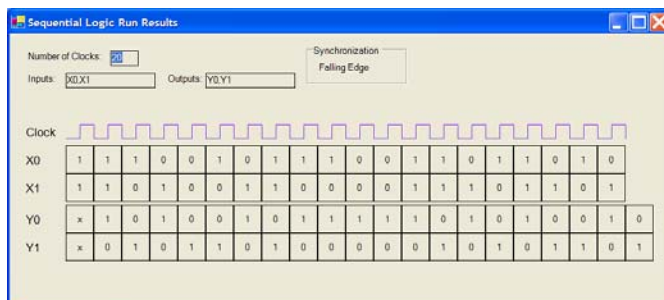 Sequential Logic Run Results
Number of Clocks: 20
Synchronization
Falling Edge
Inputs: X0,X1 Outputs: Y0,Y1
Clock
X0 1 1 1 0 0 1 0 1 1 1 1 0 1 1 0 1 1 0 1 0
X1 1 1 0 1 0 0 1 0 1 1 0 0 1 1 1 0 1 1 0 1
Y0 x 1 0 1 0 0 1 0 1 1 1 1 1 0 1 0 1 0 0 1 0
Y1 x 0 1 0 1 1 0 1 0 0 0 0 0 1 0 1 0 1 1 0 1